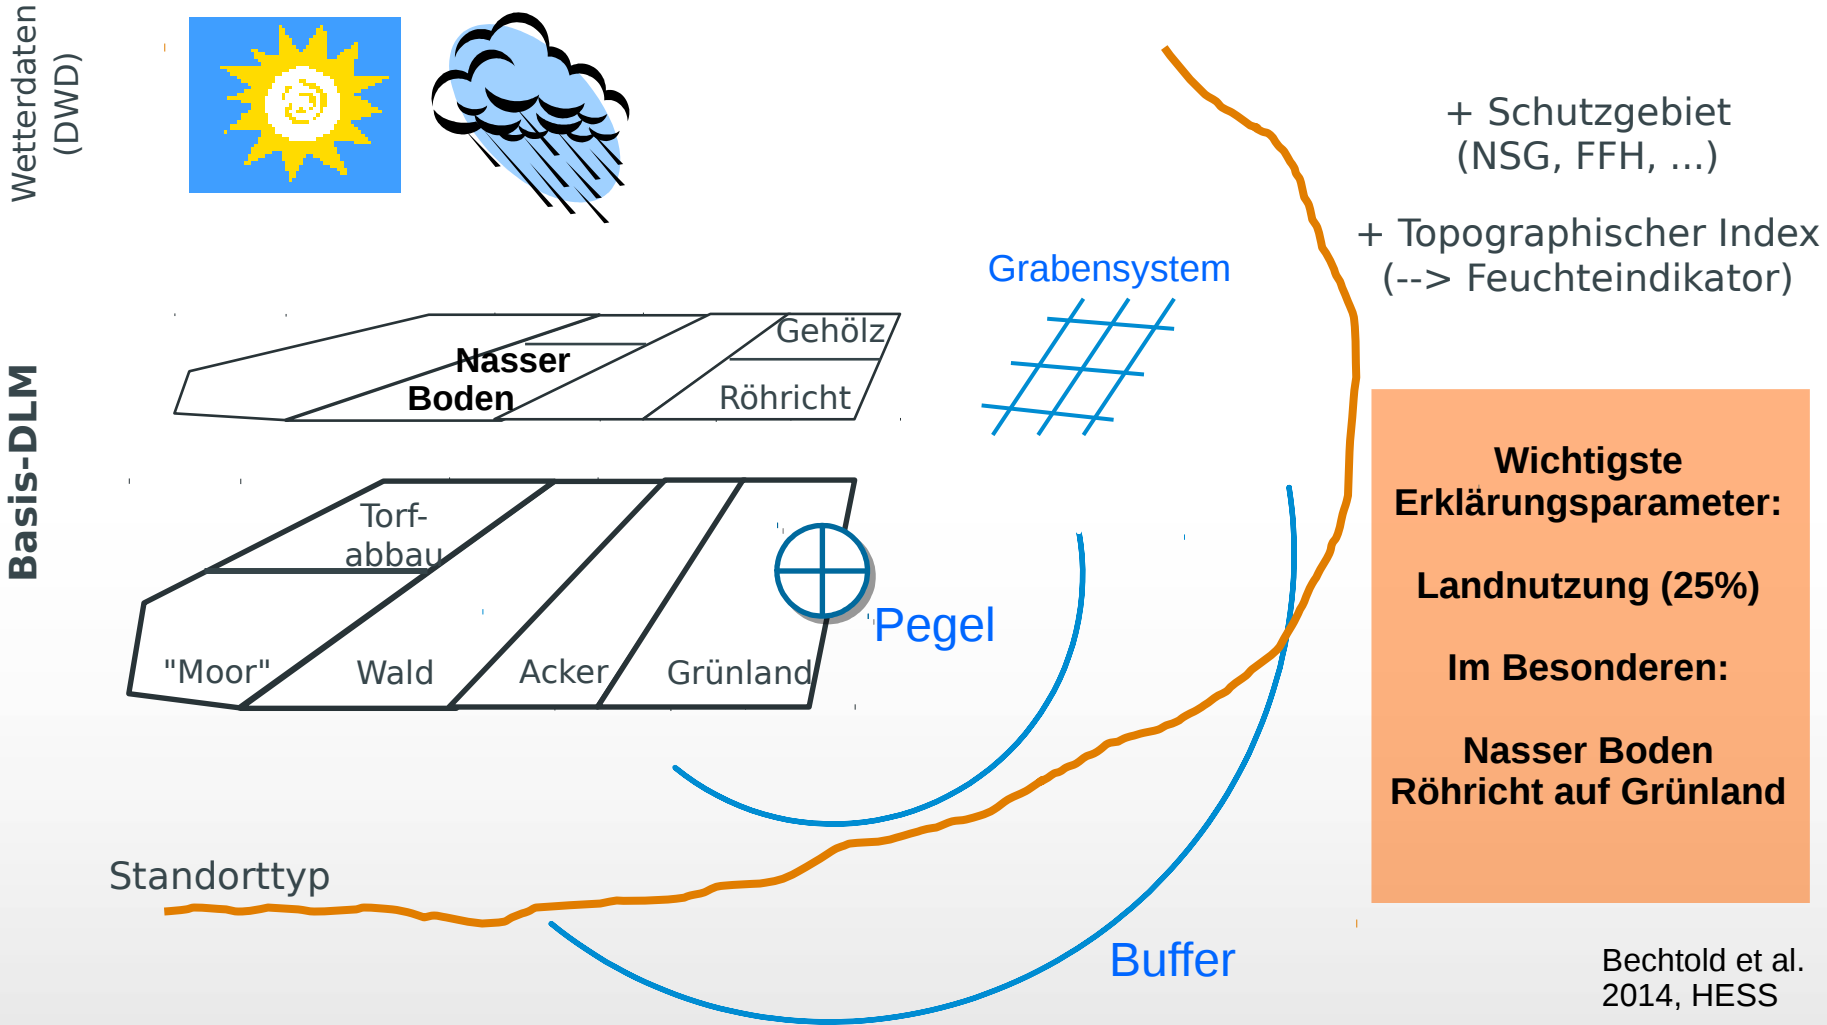 Wetterdaten
(DWD)
+ Schutzgebiet
(NSG, FFH, ...)
+ Topographischer Index
(--> Feuchteindikator)
Grabensystem
Basis-DLM
Gehölz
Nasser
Boden
Röhricht
Torf-
abbau
"Moor"
Wald
Acker
Grünland
Pegel
Wichtigste
Erklärungsparameter:
Landnutzung (25%)
Im Besonderen:
Nasser Boden
Röhricht auf Grünland
Standorttyp
Buffer
Bechtold et al.
2014, HESS